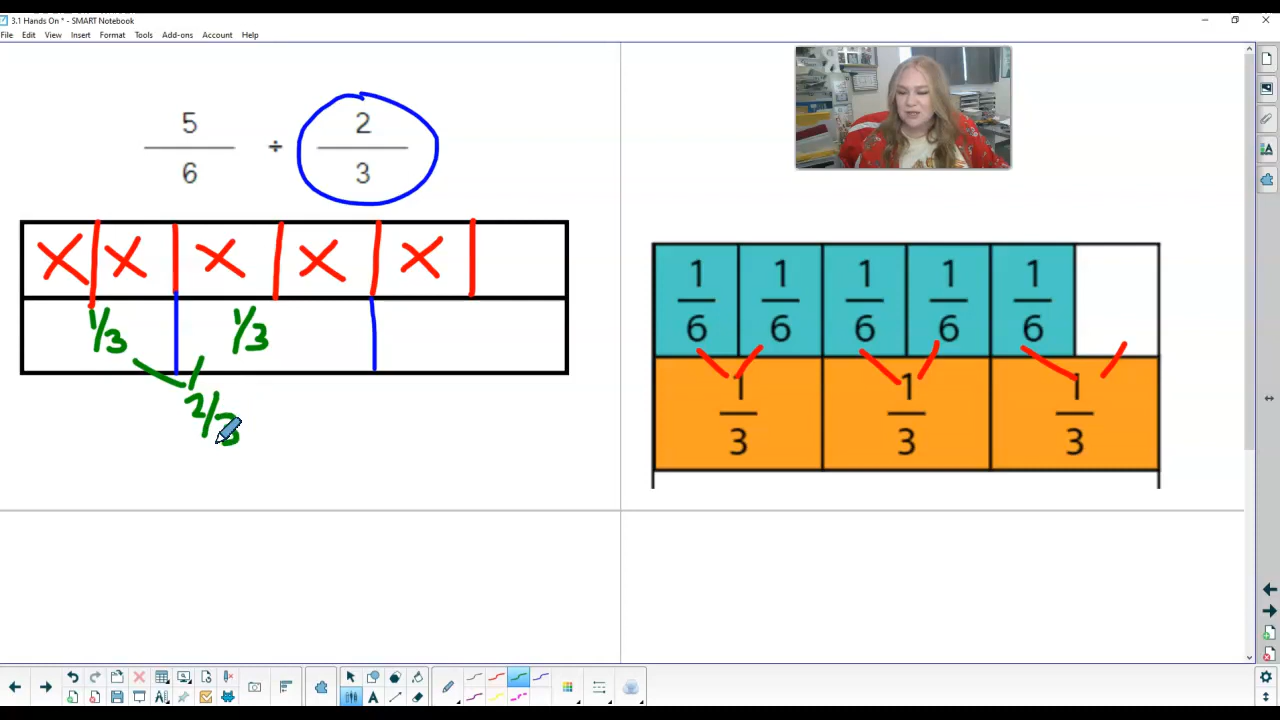 3.1 Hands On * - SMART Notebook
File Edit View Insert Format Tools Add-ons Account Help
5/6 ÷ 2/3
X X X X X
1/3 1/3
2/3
1/6 1/6 1/6 1/6 1/6
1/3 1/3 1/3